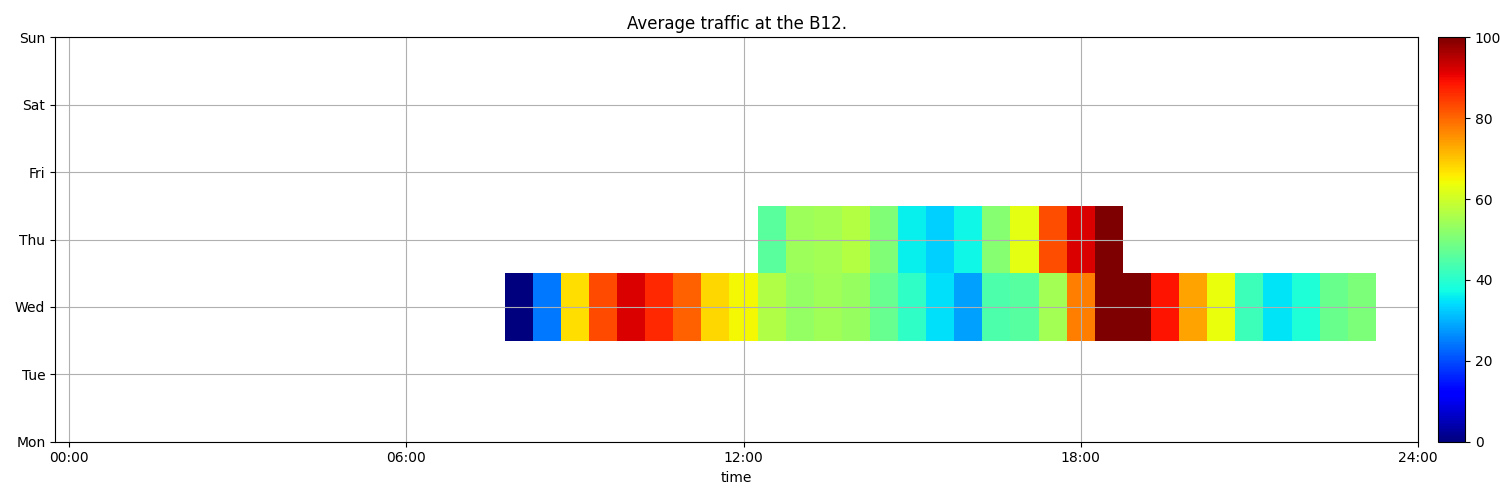 Average traffic at the B12.
Sun
Sat
Fri
Thu
Wed
Tue
Mon
00:00 06:00 12:00 18:00 24:00
time
100
80
60
40
20
0